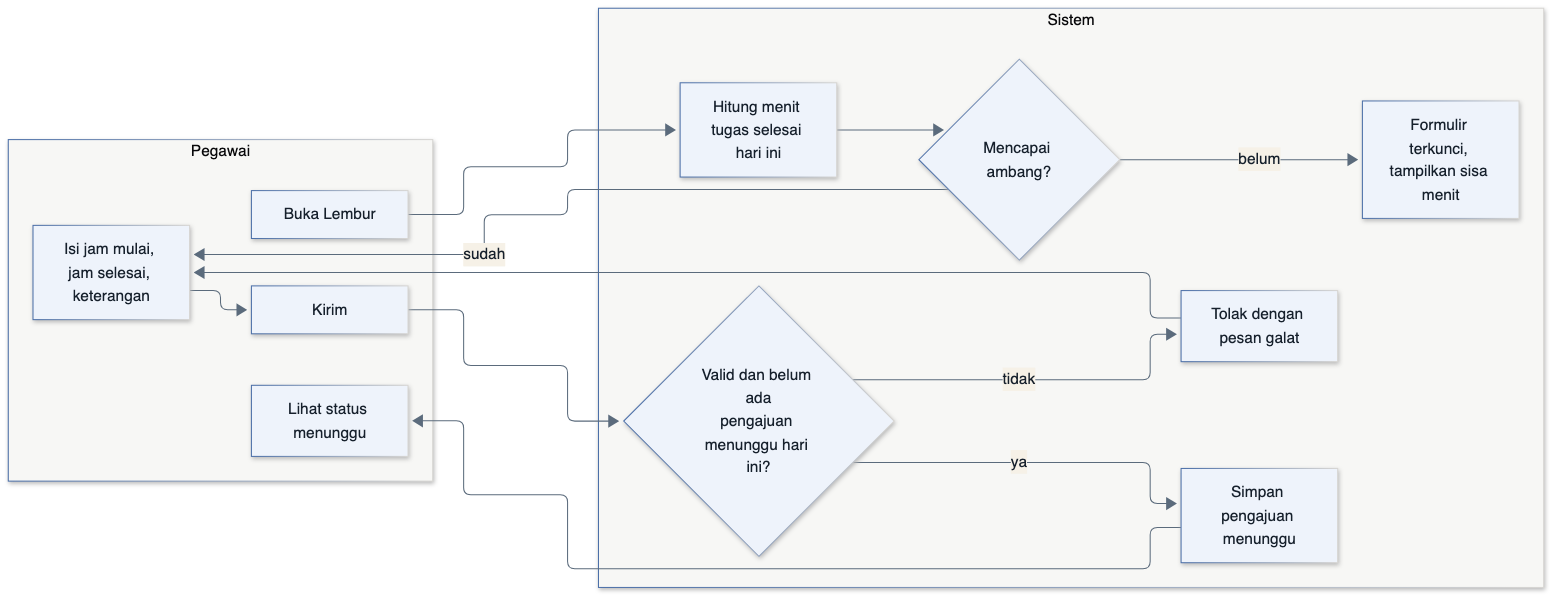 Sistem
Hitung menit
tugas selesai
hari ini
Mencapai
ambang?
belum
Formulir
terkunci,
tampilkan sisa
menit
Pegawai
Buka Lembur
Isi jam mulai,
jam selesai,
keterangan
sudah
Kirim
Tolak dengan
pesan galat
Valid dan belum
ada
pengajuan
menunggu hari
ini?
tidak
Lihat status
menunggu
ya
Simpan
pengajuan
menunggu